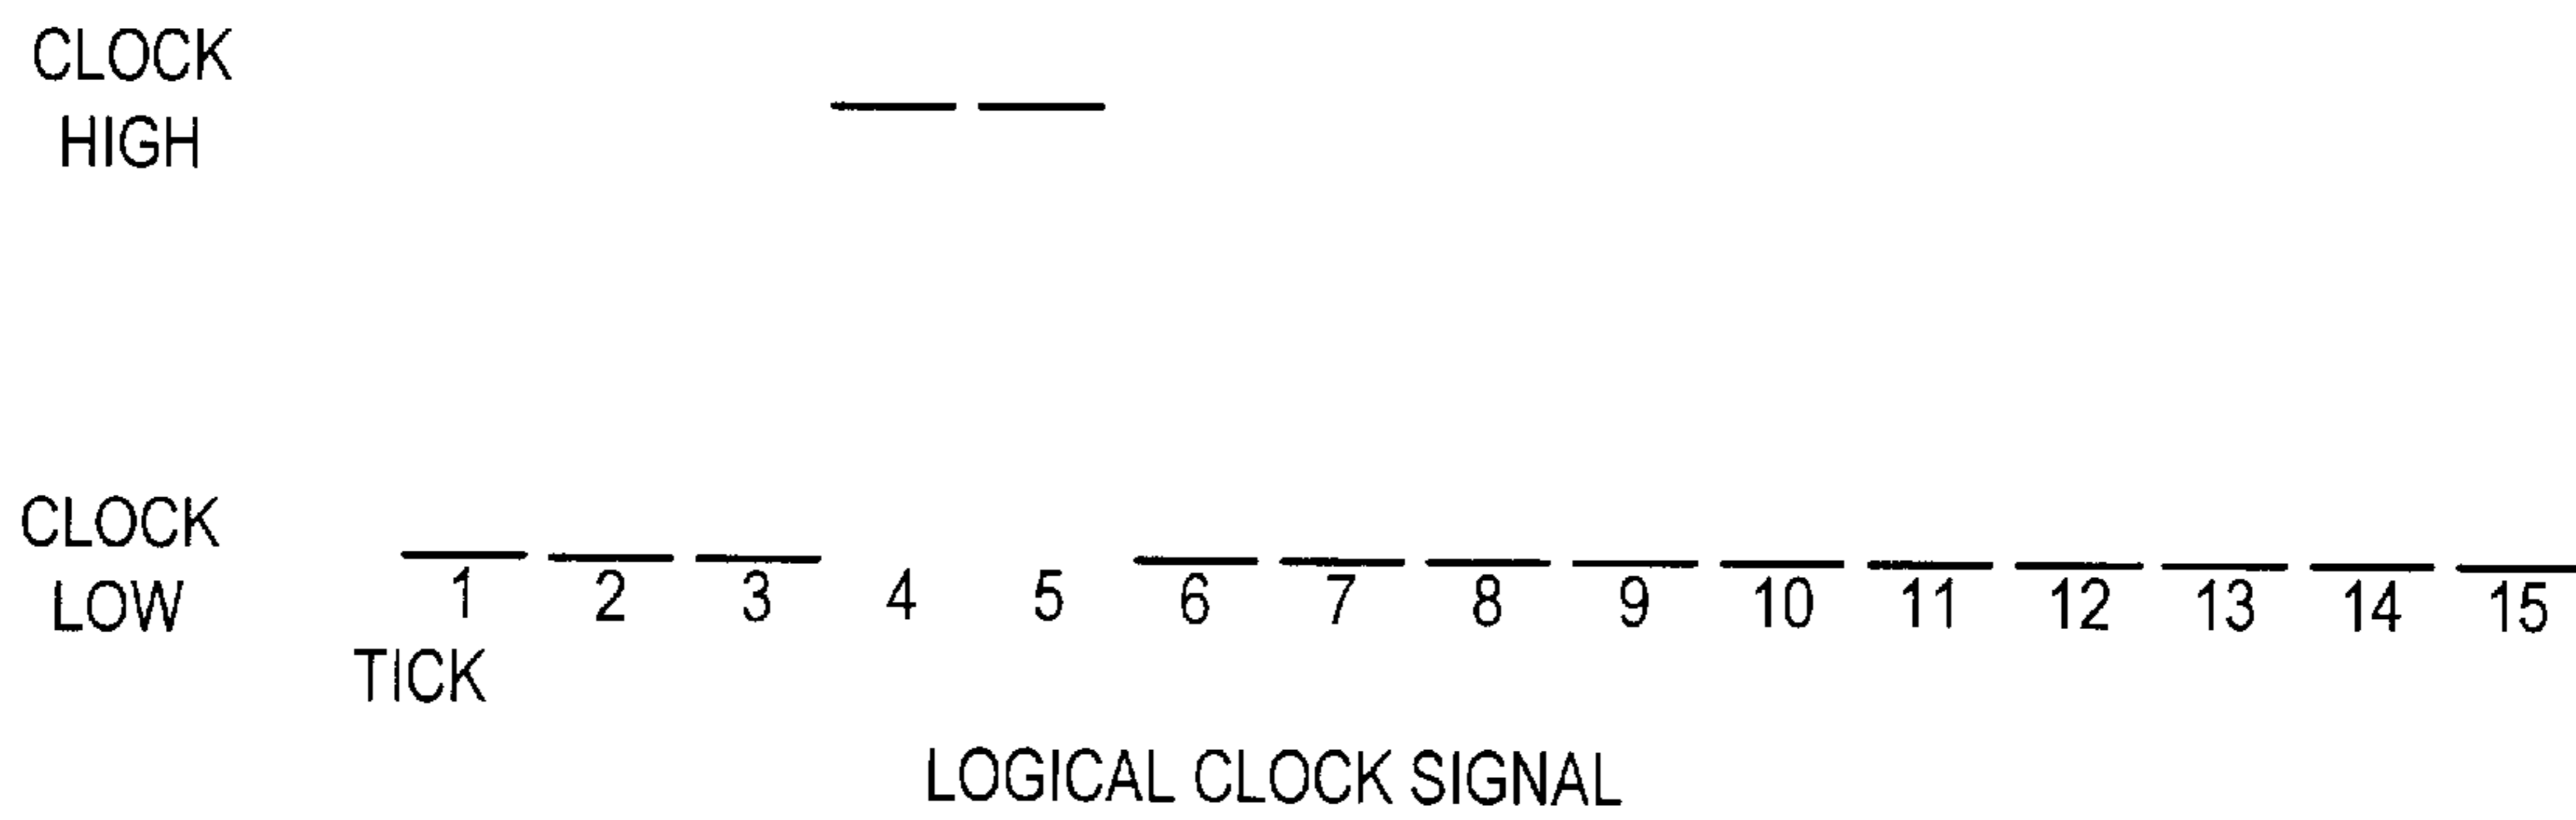 CLOCK
HIGH
CLOCK
LOW
1 2 3 4 5 6 7 8 9 10 11 12 13 14 15
TICK
LOGICAL CLOCK SIGNAL